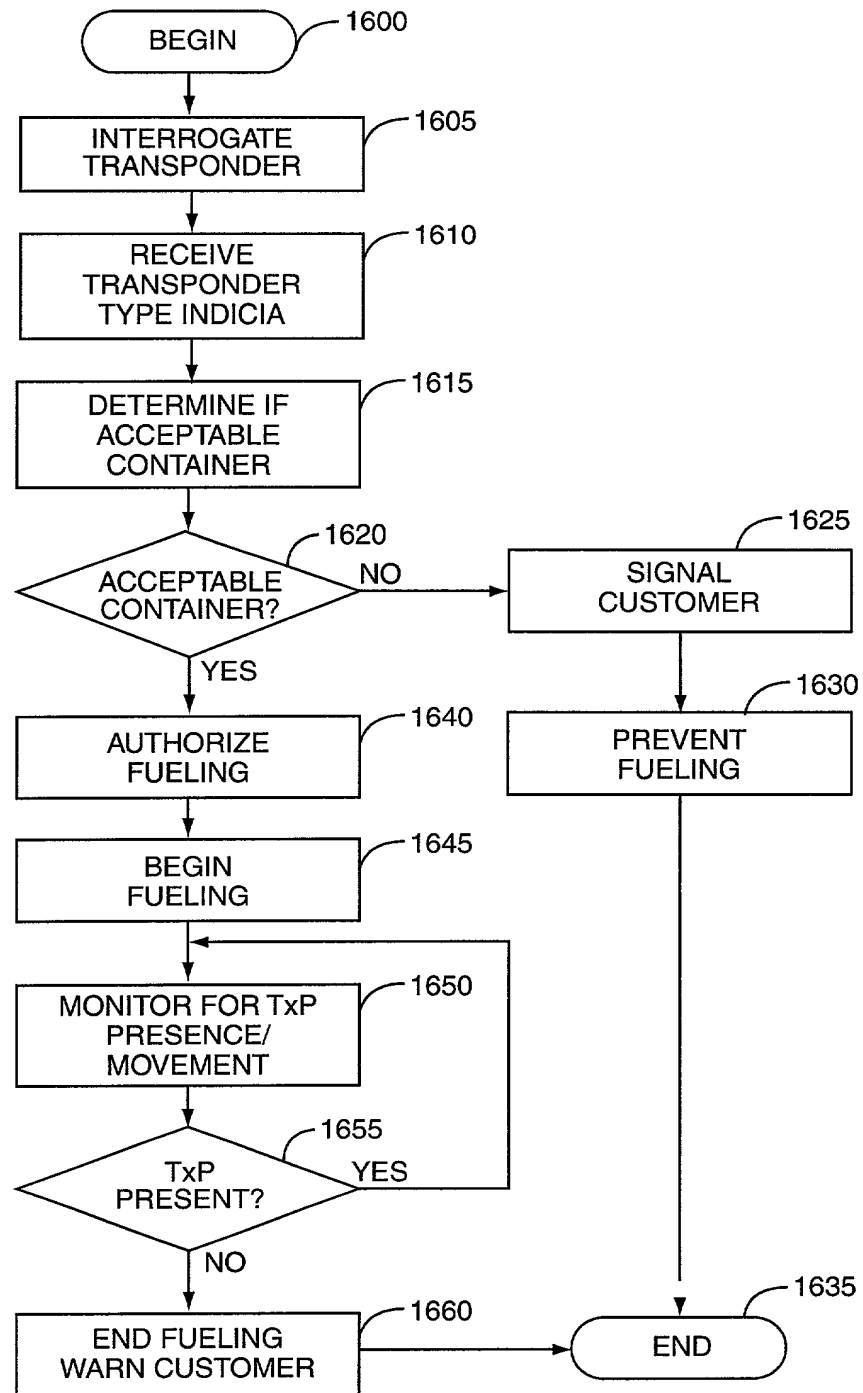 BEGIN
1600
INTERROGATE
TRANSPONDER
1605
RECEIVE
TRANSPONDER
TYPE INDICIA
1610
DETERMINE IF
ACCEPTABLE
CONTAINER
1615
ACCEPTABLE
CONTAINER?
1620
NO
YES
SIGNAL
CUSTOMER
1625
PREVENT
FUELING
1630
AUTHORIZE
FUELING
1640
BEGIN
FUELING
1645
MONITOR FOR TxP
PRESENCE/
MOVEMENT
1650
TxP
PRESENT?
1655
YES
NO
END FUELING
WARN CUSTOMER
1660
END
1635